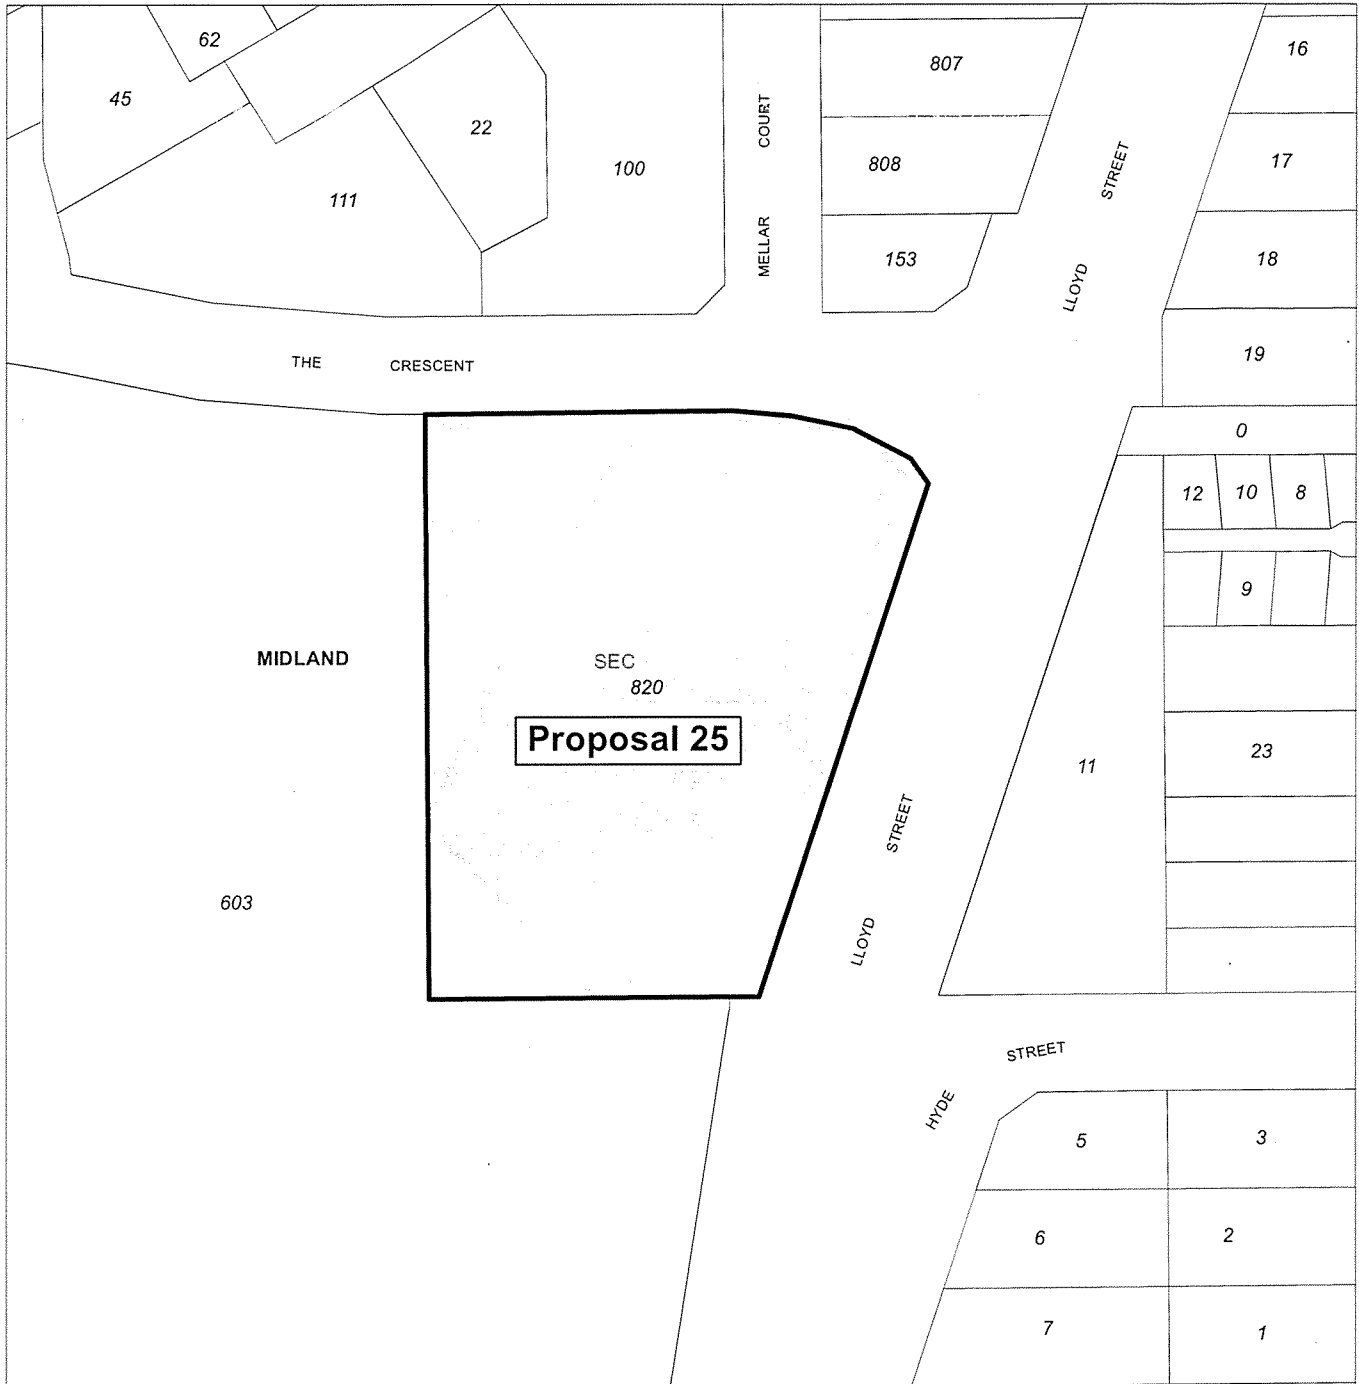 62
16
807
45
COURT
22
808
17
STREET
100
111
MELLAR
153
18
LLOYD
19
THE CRESCENT
0
12
10
8
9
MIDLAND
SEC
820
Proposal 25
23
11
STREET
603
LLOYD
STREET
HYDE
5
3
6
2
7
1